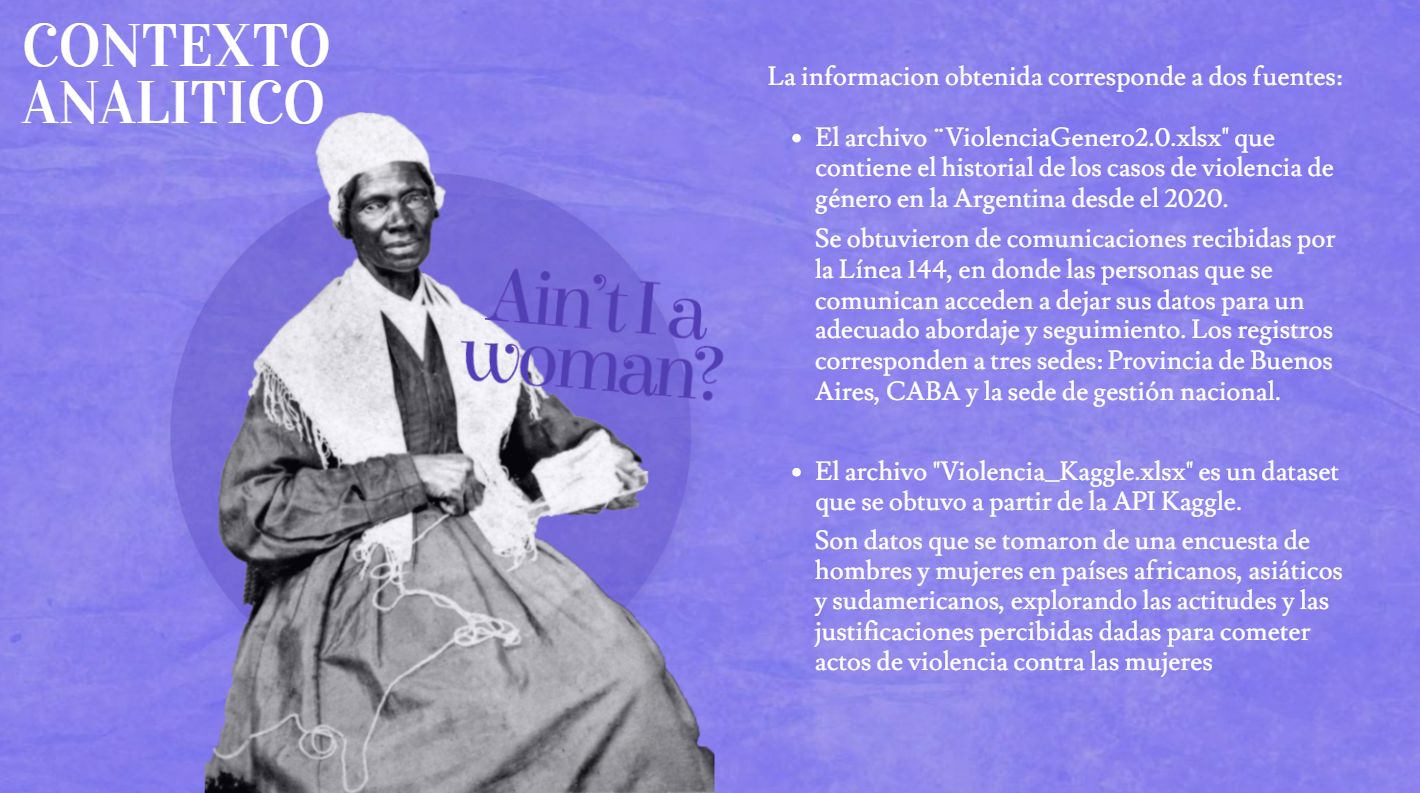 CONTEXTO
ANALITICO
Ain't I a
woman?
La informacion obtenida corresponde a dos fuentes:
• El archivo ¨ViolenciaGenero2.0.xlsx" que
contiene el historial de los casos de violencia de
género en la Argentina desde el 2020.
Se obtuvieron de comunicaciones recibidas por
la Línea 144, en donde las personas que se
comunican acceden a dejar sus datos para un
adecuado abordaje y seguimiento. Los registros
corresponden a tres sedes: Provincia de Buenos
Aires, CABA y la sede de gestión nacional.
• El archivo "Violencia_Kaggle.xlsx" es un dataset
que se obtuvo a partir de la API Kaggle.
Son datos que se tomaron de una encuesta de
hombres y mujeres en países africanos, asiáticos
y sudamericanos, explorando las actitudes y las
justificaciones percibidas dadas para cometer
actos de violencia contra las mujeres